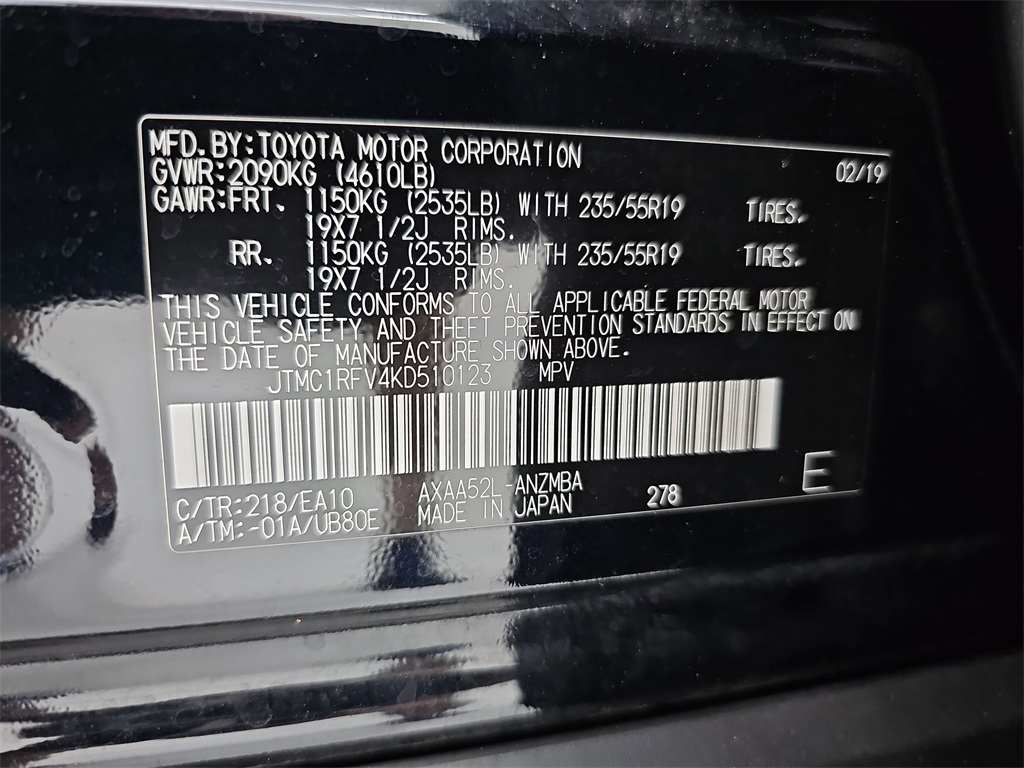 MFD. BY: TOYOTA MOTOR CORPORATION 02/19
GVWR: 2090KG (4610LB)
GAWR: FRT. 1150KG (2535LB) WITH 235/55R19 TIRES.
19X7 1/2J RIMS.
RR. 1150KG (2535LB) WITH 235/55R19 TIRES.
19X7 1/2J RIMS.
THIS VEHICLE CONFORMS TO ALL APPLICABLE FEDERAL MOTOR
VEHICLE SAFETY AND THEFT PREVENTION STANDARDS IN EFFECT ON
THE DATE OF MANUFACTURE SHOWN ABOVE.
JTMC1RFV4KD510123 MPV
C/TR: 218/EA10 AXAA52L-ANZMBA 278 E
A/TM: -01A/UB80E MADE IN JAPAN